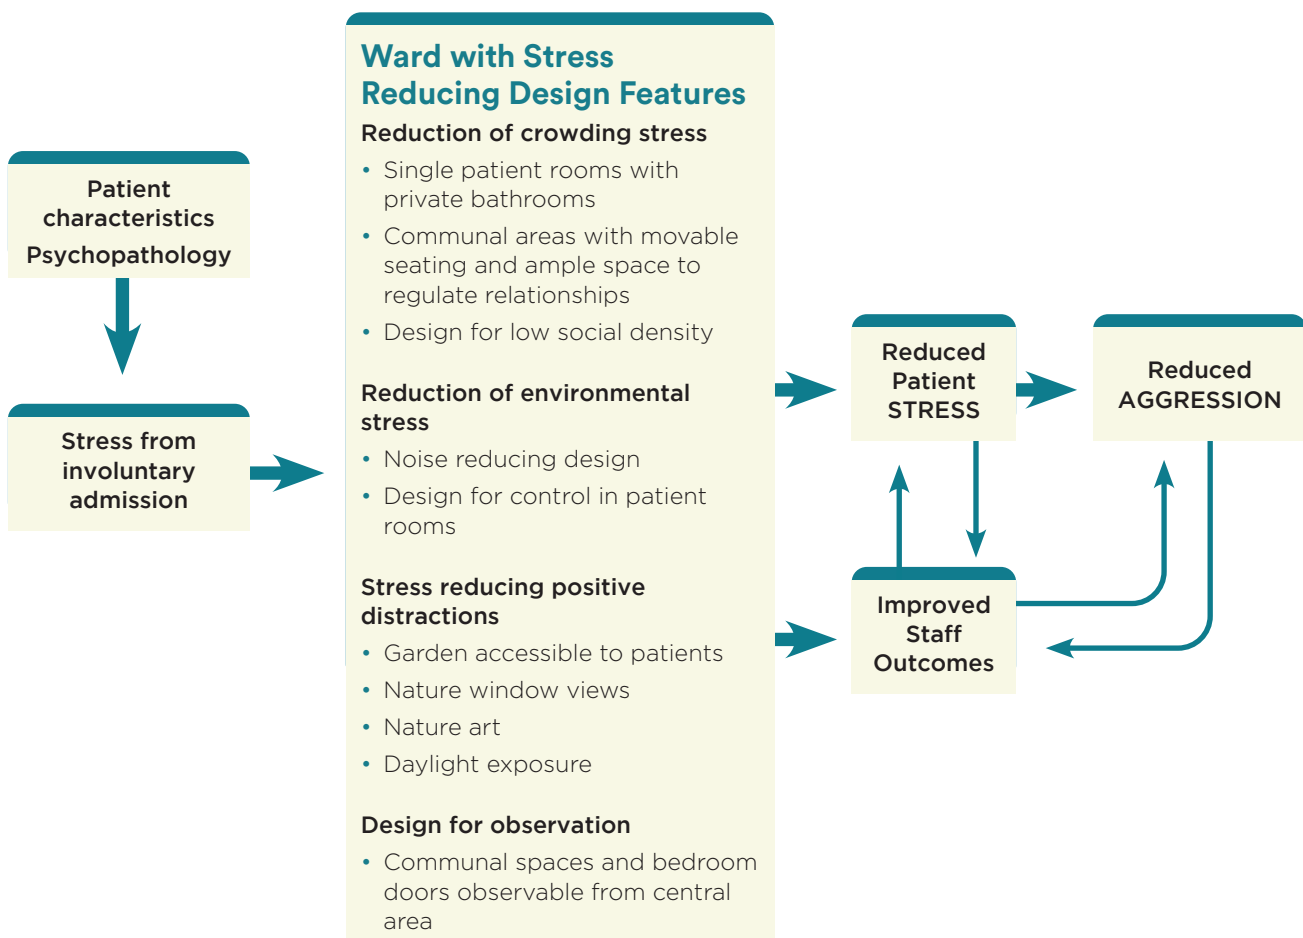 Patient
characteristics
Psychopathology
Stress from
involuntary
admission
Ward with Stress
Reducing Design Features
Reduction of crowding stress
• Single patient rooms with
private bathrooms
• Communal areas with movable
seating and ample space to
regulate relationships
• Design for low social density
Reduction of environmental
stress
• Noise reducing design
• Design for control in patient
rooms
Stress reducing positive
distractions
• Garden accessible to patients
• Nature window views
• Nature art
• Daylight exposure
Design for observation
• Communal spaces and bedroom
doors observable from central
area
Reduced
Patient
STRESS
Reduced
AGGRESSION
Improved
Staff
Outcomes